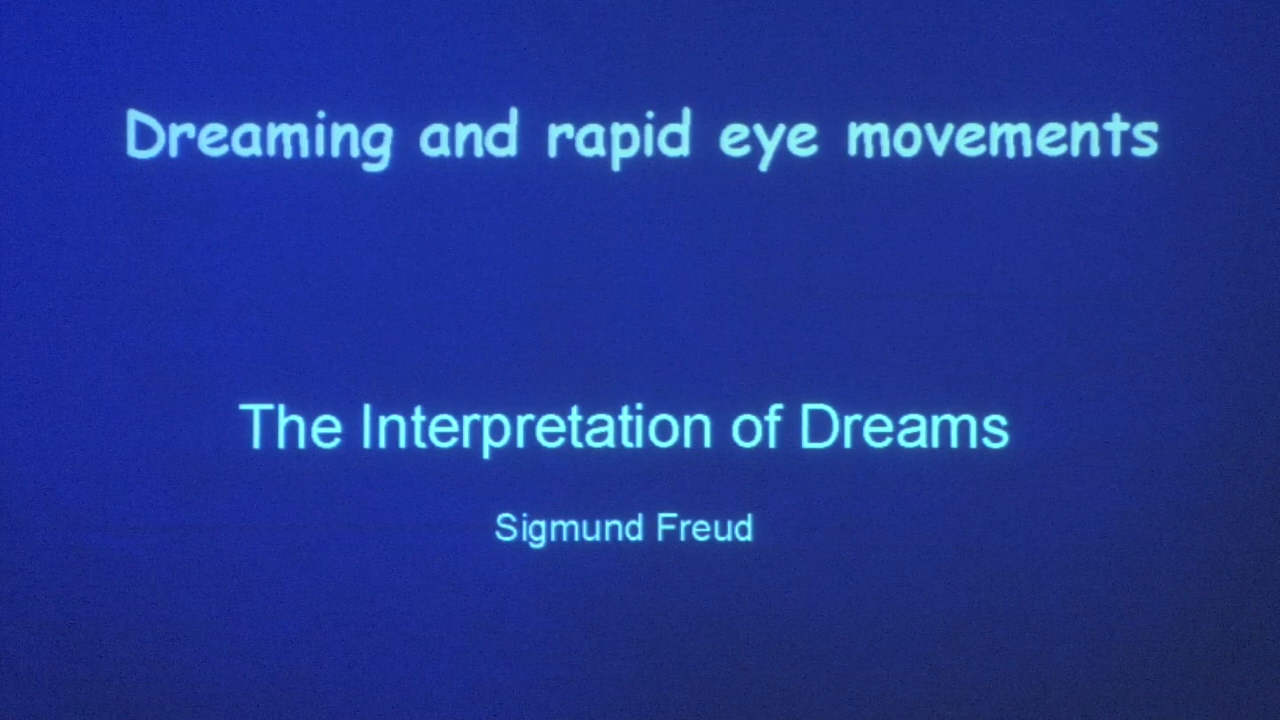 Dreaming and rapid eye movements
The Interpretation of Dreams
Sigmund Freud